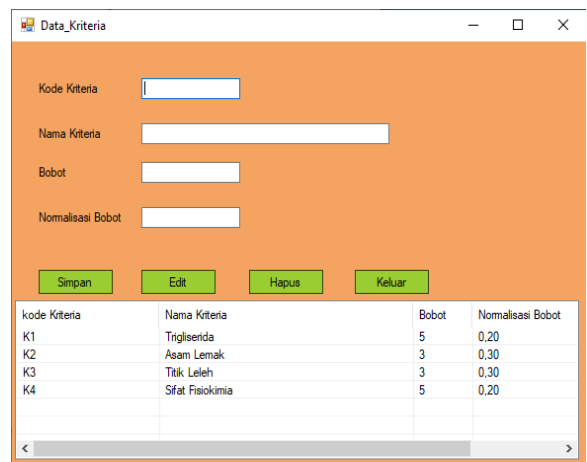 Data_Kriteria
Kode Kriteria
Nama Kriteria
Bobot
Normalisasi Bobot
Simpan Edit Hapus Keluar
kode Kriteria Nama Kriteria Bobot Normalisasi Bobot
K1 Trigliserida 5 0,20
K2 Asam Lemak 3 0,30
K3 Titik Leleh 3 0,30
K4 Sifat Fisiokimia 5 0,20